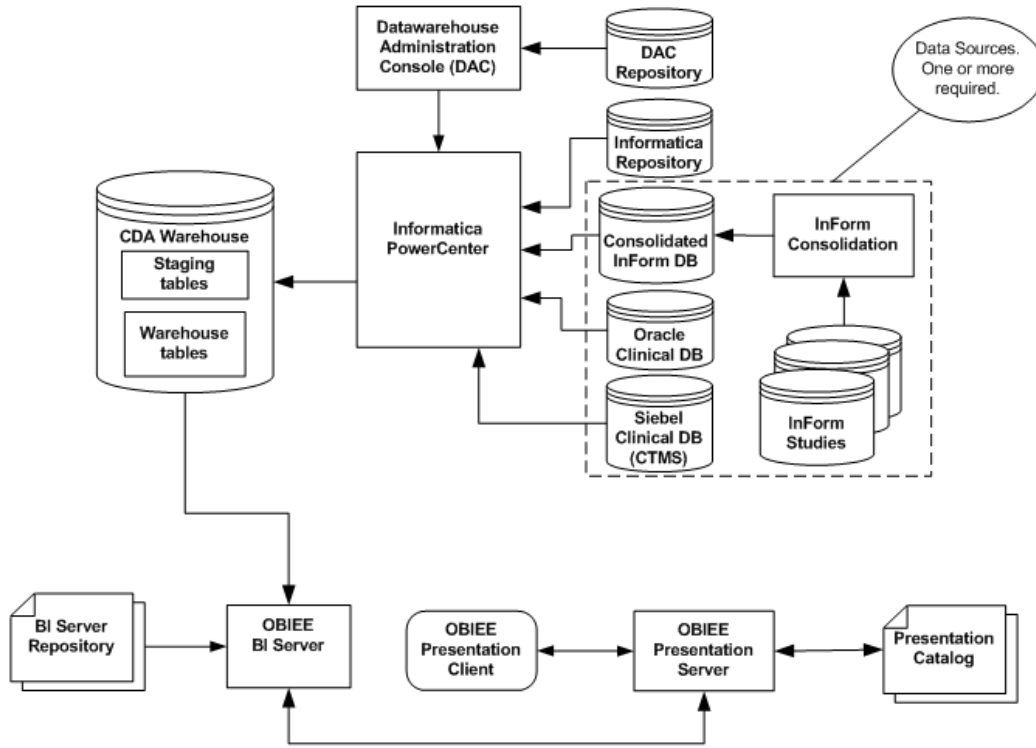 Datawarehouse
Administration
Console (DAC)
DAC
Repository
Data Sources.
One or more
required.
Informatica
Repository
CDA Warehouse
Staging
tables
Warehouse
tables
Informatica
PowerCenter
Consolidated
InForm DB
InForm
Consolidation
Oracle
Clinical DB
Siebel
Clinical DB
(CTMS)
InForm
Studies
BI Server
Repository
OBIEE
BI Server
OBIEE
Presentation
Client
OBIEE
Presentation
Server
Presentation
Catalog